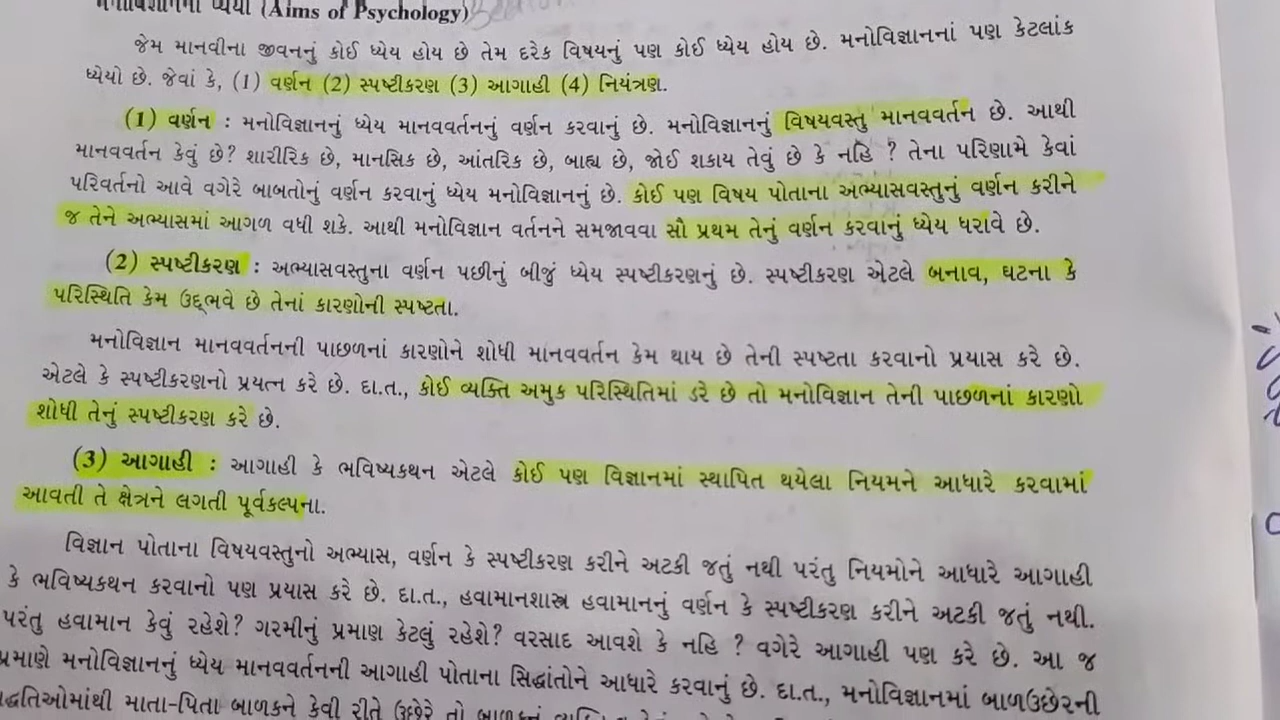 મનોવિજ્ઞાનનાં ધ્યેયો (Aims of Psychology)
જેમ માનવીના જીવનનું કોઈ ધ્યેય હોય છે તેમ દરેક વિષયનું પણ કોઈ ધ્યેય હોય છે. મનોવિજ્ઞાનનાં પણ કેટલાંક
ધ્યેયો છે. જેવાં કે, (1) વર્ણન (2) સ્પષ્ટીકરણ (3) આગાહી (4) નિયંત્રણ.
(1) વર્ણન : મનોવિજ્ઞાનનું ધ્યેય માનવવર્તનનું વર્ણન કરવાનું છે. મનોવિજ્ઞાનનું વિષયવસ્તુ માનવવર્તન છે. આથી
માનવવર્તન કેવું છે? શારીરિક છે, માનસિક છે, આંતરિક છે, બાહ્ય છે, જોઈ શકાય તેવું છે કે નહિ ? તેના પરિણામે કેવાં
પરિવર્તનો આવે વગેરે બાબતોનું વર્ણન કરવાનું ધ્યેય મનોવિજ્ઞાનનું છે. કોઈ પણ વિષય પોતાના અભ્યાસવસ્તુનું વર્ણન કરીને
જ તેને અભ્યાસમાં આગળ વધી શકે. આથી મનોવિજ્ઞાન વર્તનને સમજાવવા સૌ પ્રથમ તેનું વર્ણન કરવાનું ધ્યેય ધરાવે છે.
(2) સ્પષ્ટીકરણ : અભ્યાસવસ્તુના વર્ણન પછીનું બીજું ધ્યેય સ્પષ્ટીકરણનું છે. સ્પષ્ટીકરણ એટલે બનાવ, ઘટના કે
પરિસ્થિતિ કેમ ઉદ્ભવે છે તેનાં કારણોની સ્પષ્ટતા.
મનોવિજ્ઞાન માનવવર્તનની પાછળનાં કારણોને શોધી માનવવર્તન કેમ થાય છે તેની સ્પષ્ટતા કરવાનો પ્રયાસ કરે છે.
એટલે કે સ્પષ્ટીકરણનો પ્રયત્ન કરે છે. દા.ત., કોઈ વ્યક્તિ અમુક પરિસ્થિતિમાં ડરે છે તો મનોવિજ્ઞાન તેની પાછળનાં કારણો
શોધી તેનું સ્પષ્ટીકરણ કરે છે.
(3) આગાહી : આગાહી કે ભવિષ્યકથન એટલે કોઈ પણ વિજ્ઞાનમાં સ્થાપિત થયેલા નિયમને આધારે કરવામાં
આવતી તે ક્ષેત્રને લગતી પૂર્વકલ્પના.
વિજ્ઞાન પોતાના વિષયવસ્તુનો અભ્યાસ, વર્ણન કે સ્પષ્ટીકરણ કરીને અટકી જતું નથી પરંતુ નિયમોને આધારે આગાહી
કે ભવિષ્યકથન કરવાનો પણ પ્રયાસ કરે છે. દા.ત., હવામાનશાસ્ત્ર હવામાનનું વર્ણન કે સ્પષ્ટીકરણ કરીને અટકી જતું નથી.
પરંતુ હવામાન કેવું રહેશે? ગરમીનું પ્રમાણ કેટલું રહેશે? વરસાદ આવશે કે નહિ ? વગેરે આગાહી પણ કરે છે. આ જ
પ્રમાણે મનોવિજ્ઞાનનું ધ્યેય માનવવર્તનની આગાહી પોતાના સિદ્ધાંતોને આધારે કરવાનું છે. દા.ત., મનોવિજ્ઞાનમાં બાળઉછેરની
માતા-પિતા બાળકને કેવી રીતે ઉછેરે તો બાળકનું